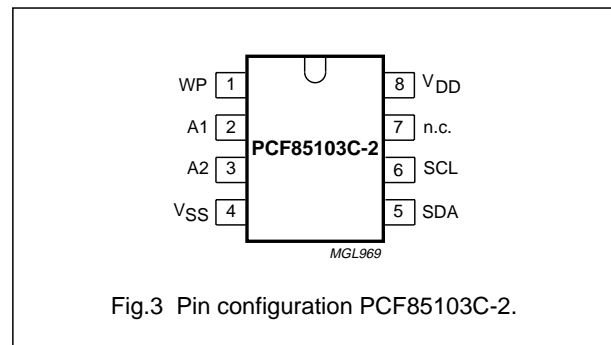 WP 1 8 VDD
A1 2 7 n.c.
PCF85103C-2
A2 3 6 SCL
VSS 4 5 SDA
MGL969
Fig.3 Pin configuration PCF85103C-2.